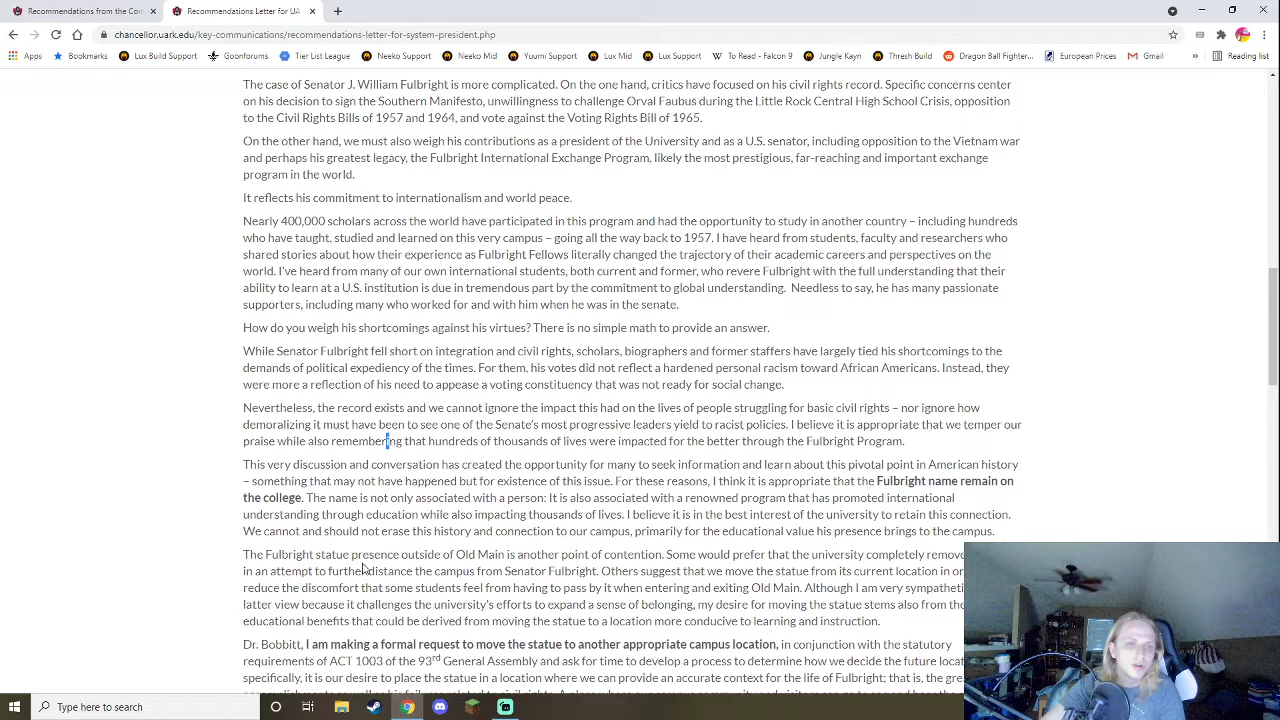 Recommendations from the Com
Recommendations Letter for UA
chancellor.uark.edu/key-communications/recommendations-letter-for-system-president.php
Apps Bookmarks Lux Build Support Goonforums Tier List League Neeko Support Neeko Mid Yuumi Support Lux Mid Lux Support To Read - Falcon 9 Jungle Kayn Thresh Build Dragon Ball Fighter... European Prices Gmail » Reading list
The case of Senator J. William Fulbright is more complicated. On the one hand, critics have focused on his civil rights record. Specific concerns center
on his decision to sign the Southern Manifesto, unwillingness to challenge Orval Faubus during the Little Rock Central High School Crisis, opposition
to the Civil Rights Bills of 1957 and 1964, and vote against the Voting Rights Bill of 1965.
On the other hand, we must also weigh his contributions as a president of the University and as a U.S. senator, including opposition to the Vietnam war
and perhaps his greatest legacy, the Fulbright International Exchange Program, likely the most prestigious, far-reaching and important exchange
program in the world.
It reflects his commitment to internationalism and world peace.
Nearly 400,000 scholars across the world have participated in this program and had the opportunity to study in another country – including hundreds
who have taught, studied and learned on this very campus – going all the way back to 1957. I have heard from students, faculty and researchers who
shared stories about how their experience as Fulbright Fellows literally changed the trajectory of their academic careers and perspectives on the
world. I've heard from many of our own international students, both current and former, who revere Fulbright with the full understanding that their
ability to learn at a U.S. institution is due in tremendous part by the commitment to global understanding. Needless to say, he has many passionate
supporters, including many who worked for and with him when he was in the senate.
How do you weigh his shortcomings against his virtues? There is no simple math to provide an answer.
While Senator Fulbright fell short on integration and civil rights, scholars, biographers and former staffers have largely tied his shortcomings to the
demands of political expediency of the times. For them, his votes did not reflect a hardened personal racism toward African Americans. Instead, they
were more a reflection of his need to appease a voting constituency that was not ready for social change.
Nevertheless, the record exists and we cannot ignore the impact this had on the lives of people struggling for basic civil rights – nor ignore how
demoralizing it must have been to see one of the Senate's most progressive leaders yield to racist policies. I believe it is appropriate that we temper our
praise while also remembering that hundreds of thousands of lives were impacted for the better through the Fulbright Program.
This very discussion and conversation has created the opportunity for many to seek information and learn about this pivotal point in American history
– something that may not have happened but for existence of this issue. For these reasons, I think it is appropriate that the Fulbright name remain on
the college. The name is not only associated with a person: It is also associated with a renowned program that has promoted international
understanding through education while also impacting thousands of lives. I believe it is in the best interest of the university to retain this connection.
We cannot and should not erase this history and connection to our campus, primarily for the educational value his presence brings to the campus.
The Fulbright statue presence outside of Old Main is another point of contention. Some would prefer that the university completely remove
in an attempt to further distance the campus from Senator Fulbright. Others suggest that we move the statue from its current location in or
reduce the discomfort that some students feel from having to pass by it when entering and exiting Old Main. Although I am very sympatheti
latter view because it challenges the university's efforts to expand a sense of belonging, my desire for moving the statue stems also from the
educational benefits that could be derived from moving the statue to a location more conducive to learning and instruction.
Dr. Bobbitt, I am making a formal request to move the statue to another appropriate campus location, in conjunction with the statutory
requirements of ACT 1003 of the 93rd General Assembly and ask for time to develop a process to determine how we decide the future locat
specifically, it is our desire to place the statue in a location where we can provide an accurate context for the life of Fulbright; that is, the gre
Type here to search